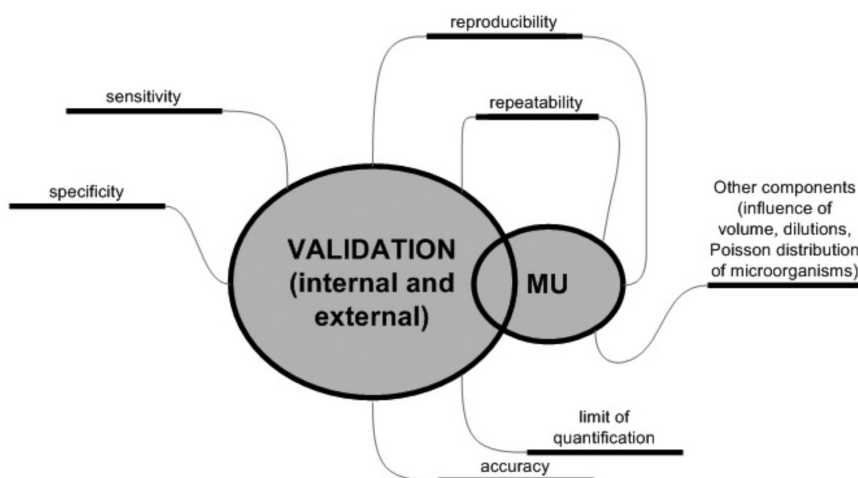 reproducibility
sensitivity
repeatability
specificity
Other components
(influence of
volume, dilutions,
Poisson distribution
of microorganisms)
VALIDATION
(internal and
external)
MU
limit of
quantification
accuracy